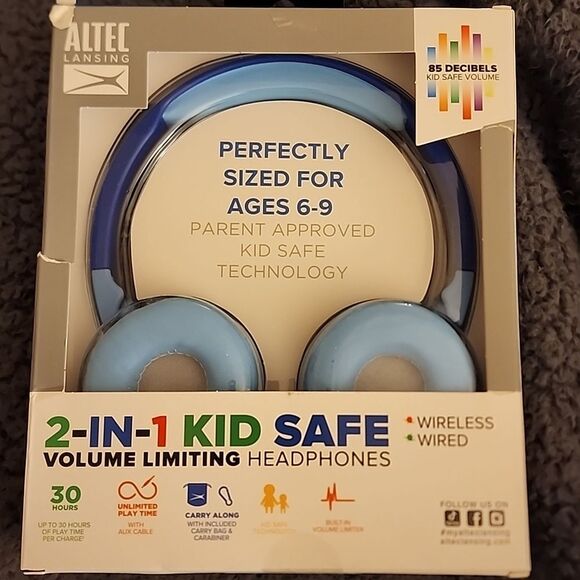 ALTEC
LANSING
85 DECIBELS
KID SAFE VOLUME
PERFECTLY
SIZED FOR
AGES 6-9
PARENT APPROVED
KID SAFE
TECHNOLOGY
2-IN-1 KID SAFE
VOLUME LIMITING HEADPHONES
WIRELESS
WIRED
30
HOURS
UP TO 30 HOURS
OF PLAY TIME
PER CHARGE
UNLIMITED
PLAY TIME
WITH
AUX CABLE
CARRY ALONG
WITH INCLUDED
CARRY BAG &
CARABINER
KID SAFE
TECHNOLOGY
BUILT-IN
VOLUME LIMITER
FOLLOW US ON
#myalteclansing
alteclansing.com